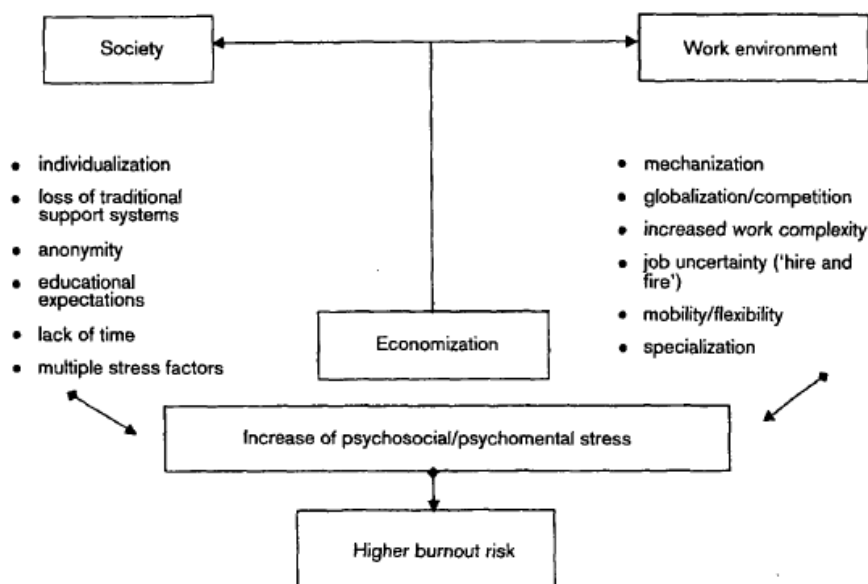 Society
Work environment
• individualization
• loss of traditional
support systems
• anonymity
• educational
expectations
• lack of time
• multiple stress factors
• mechanization
• globalization/competition
• increased work complexity
• job uncertainty (‘hire and
fire’)
• mobility/flexibility
• specialization
Economization
Increase of psychosocial/psychomental stress
Higher burnout risk